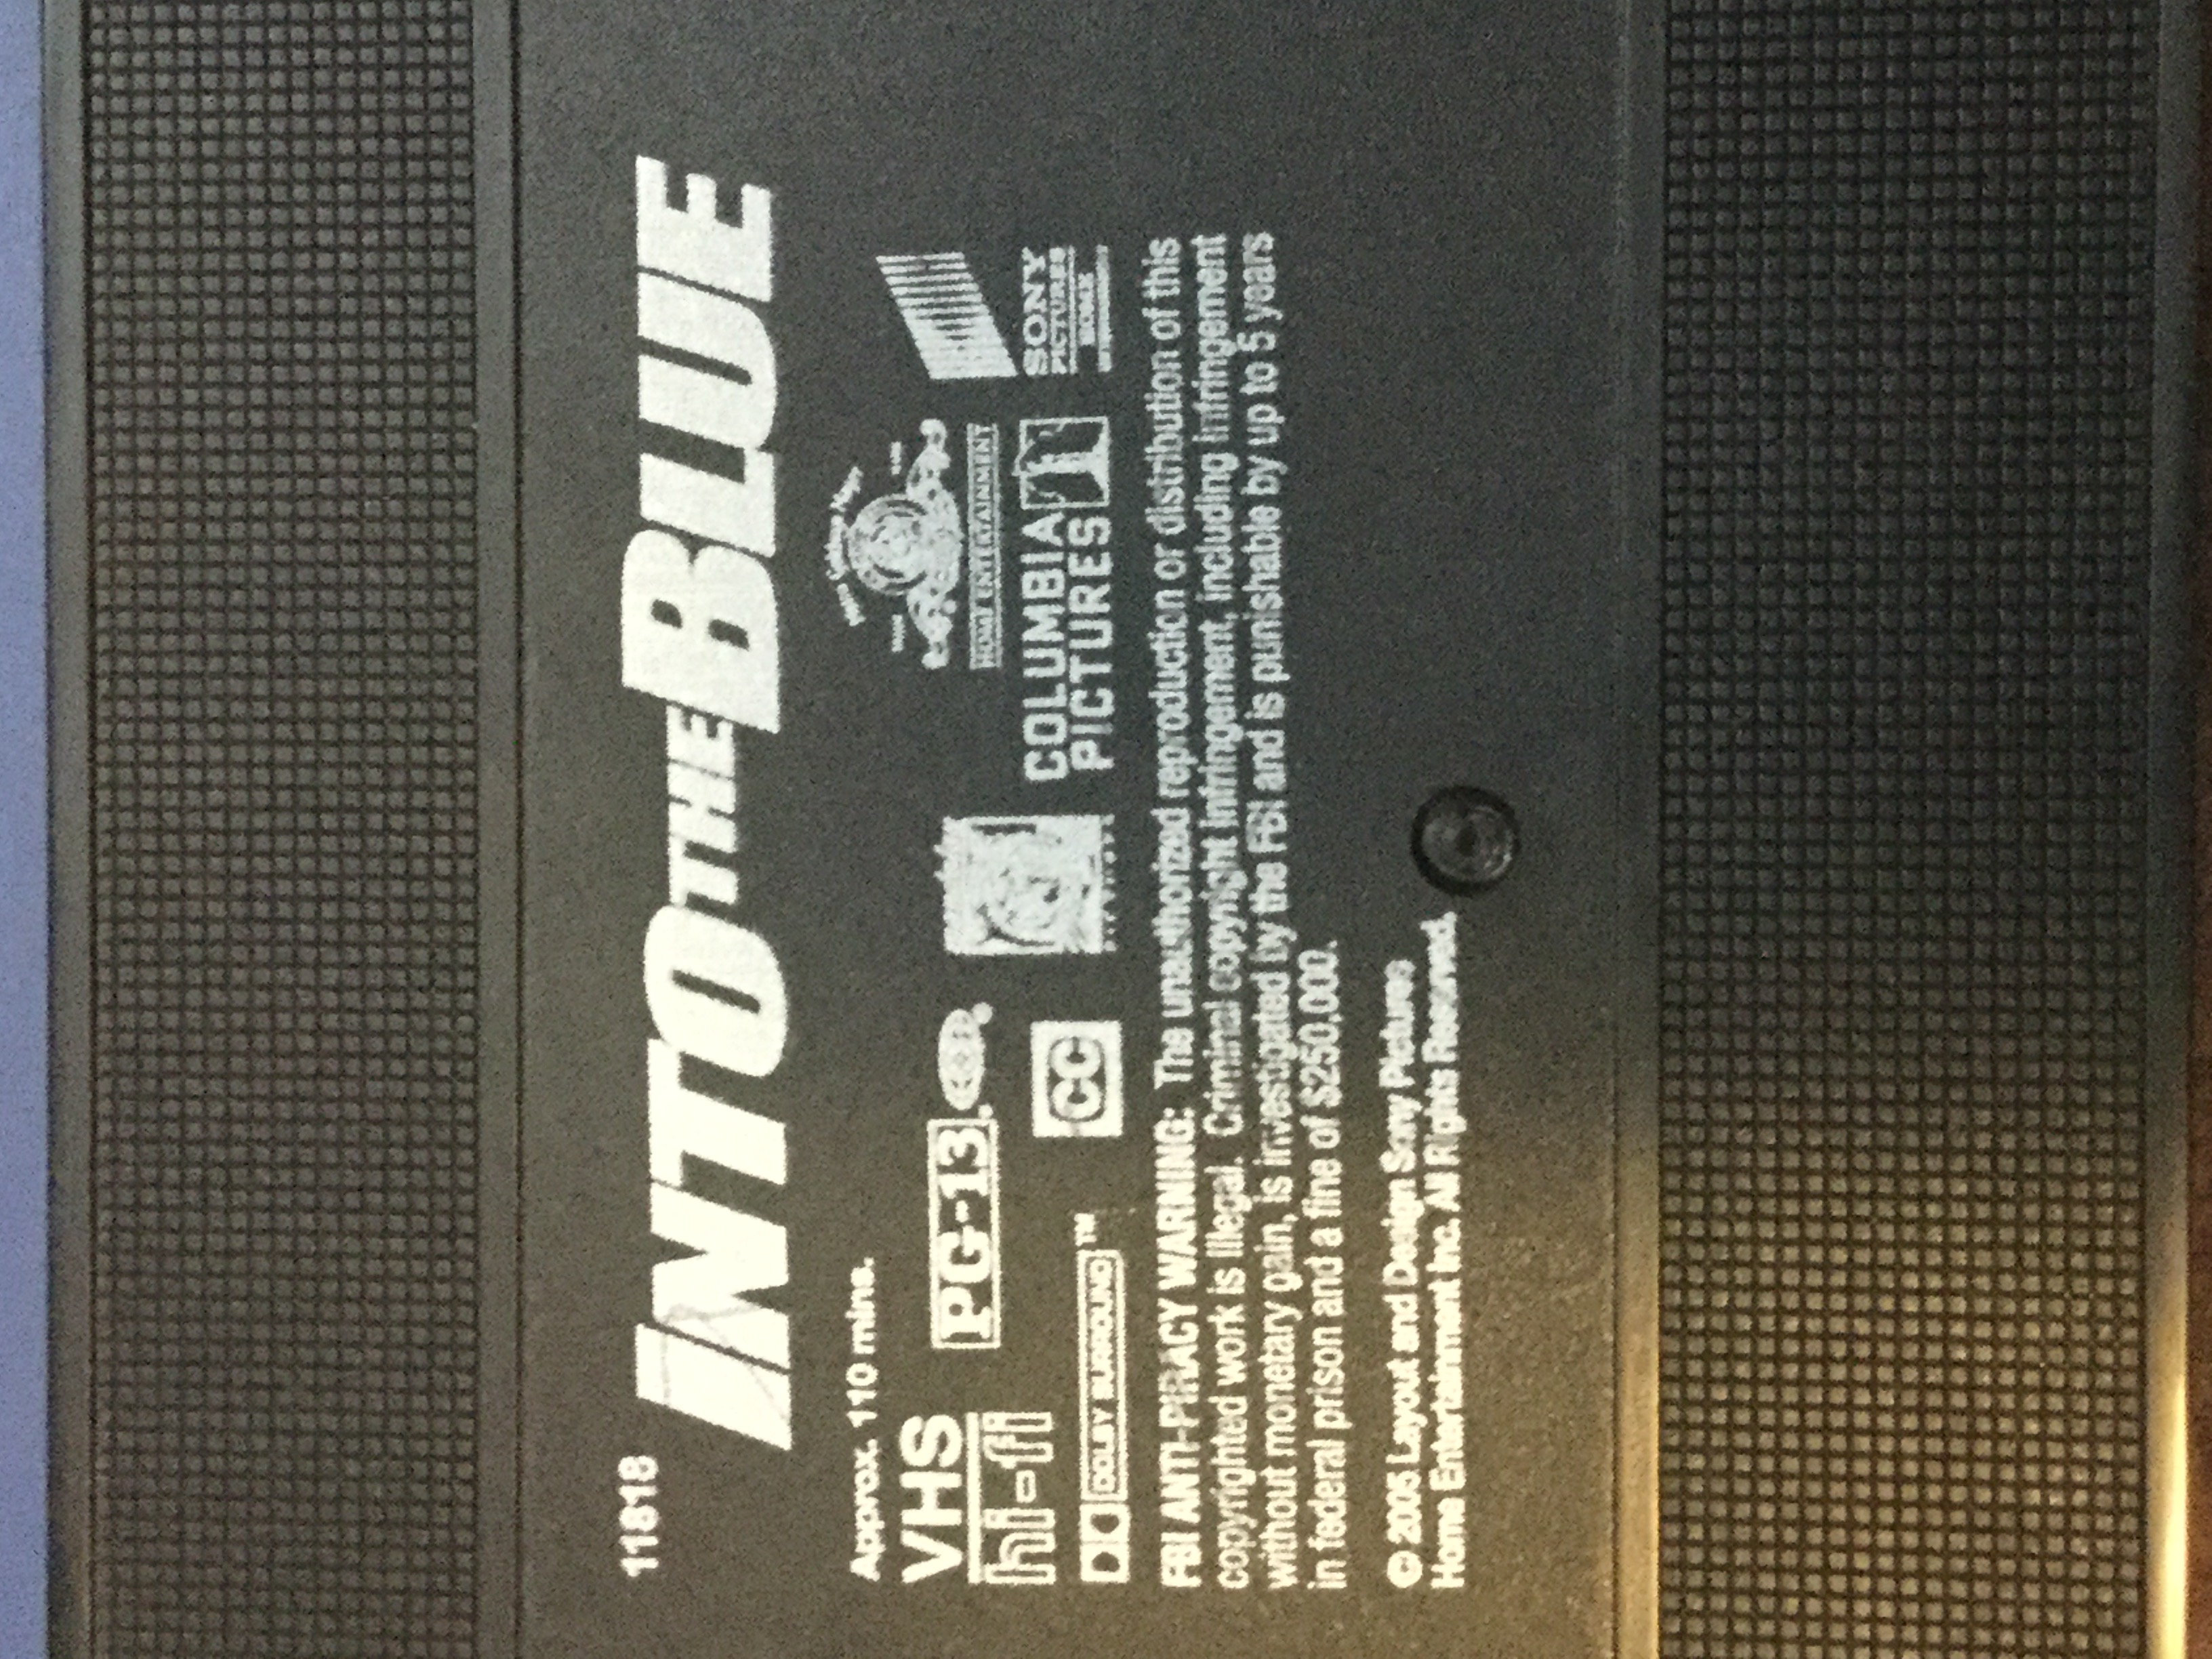 11818
INTO THE BLUE
Approx. 110 mins.
VHS
hi-fi
PG-13
DOLBY SURROUND™
CC
HOME ENTERTAINMENT
COLUMBIA
PICTURES
SONY
PICTURES
HOME
FBI ANTI-PIRACY WARNING: The unauthorized reproduction or distribution of this
copyrighted work is illegal. Criminal copyright infringement, including infringement
without monetary gain, is investigated by the FBI and is punishable by up to 5 years
in federal prison and a fine of $250,000.
© 2005 Layout and Design Sony Pictures
Home Entertainment Inc. All Rights Reserved.